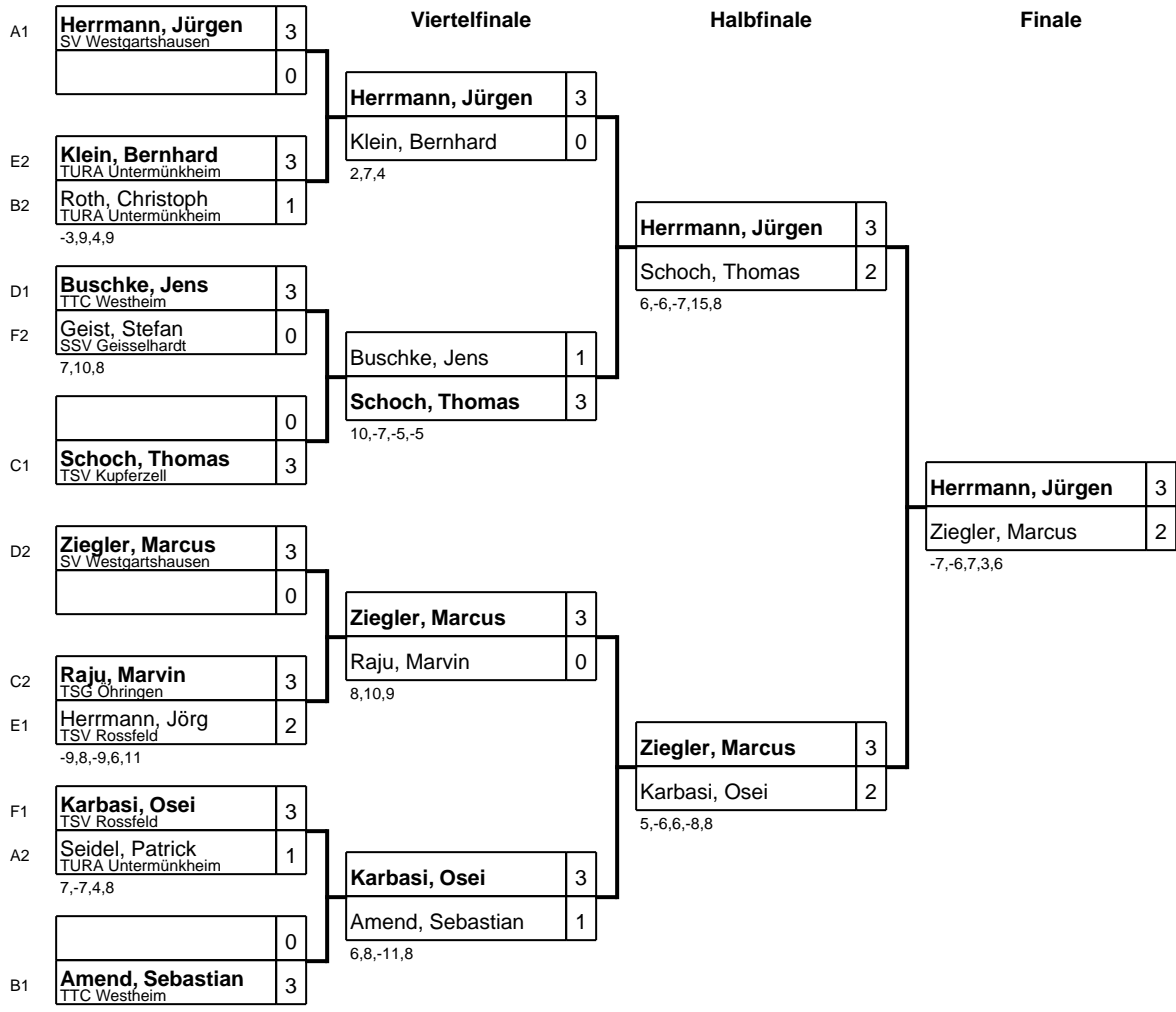 Viertelfinale
Halbfinale
Finale
A1
Herrmann, Jürgen 3
SV Westgartshausen
0
E2
Klein, Bernhard 3
TURA Untermünkheim
B2
Roth, Christoph 1
TURA Untermünkheim
-3,9,4,9
D1
Buschke, Jens 3
TTC Westheim
F2
Geist, Stefan 0
SSV Geisselhardt
7,10,8
0
C1
Schoch, Thomas 3
TSV Kupferzell
D2
Ziegler, Marcus 3
SV Westgartshausen
0
C2
Raju, Marvin 3
TSG Öhringen
E1
Herrmann, Jörg 2
TSV Rossfeld
-9,8,-9,6,11
F1
Karbasi, Osei 3
TSV Rossfeld
A2
Seidel, Patrick 1
TURA Untermünkheim
7,-7,4,8
0
B1
Amend, Sebastian 3
TTC Westheim
Herrmann, Jürgen 3
Klein, Bernhard 0
2,7,4
Buschke, Jens 1
Schoch, Thomas 3
10,-7,-5,-5
Ziegler, Marcus 3
Raju, Marvin 0
8,10,9
Karbasi, Osei 3
Amend, Sebastian 1
6,8,-11,8
Herrmann, Jürgen 3
Schoch, Thomas 2
6,-6,-7,15,8
Ziegler, Marcus 3
Karbasi, Osei 2
5,-6,6,-8,8
Herrmann, Jürgen 3
Ziegler, Marcus 2
-7,-6,7,3,6